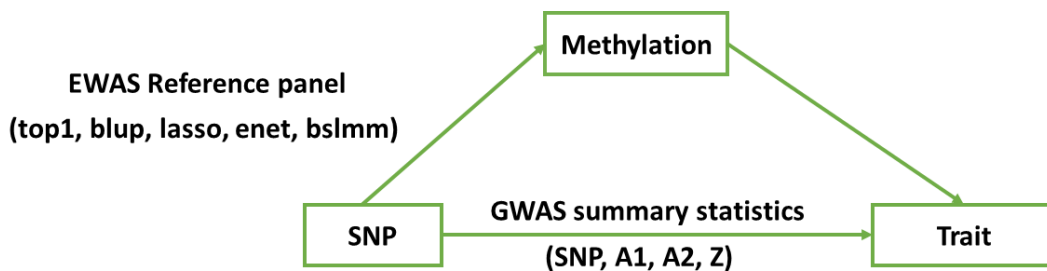 Methylation
EWAS Reference panel
(top1, blup, lasso, enet, bslmm)
GWAS summary statistics
SNP
Trait
(SNP, A1, A2, Z)